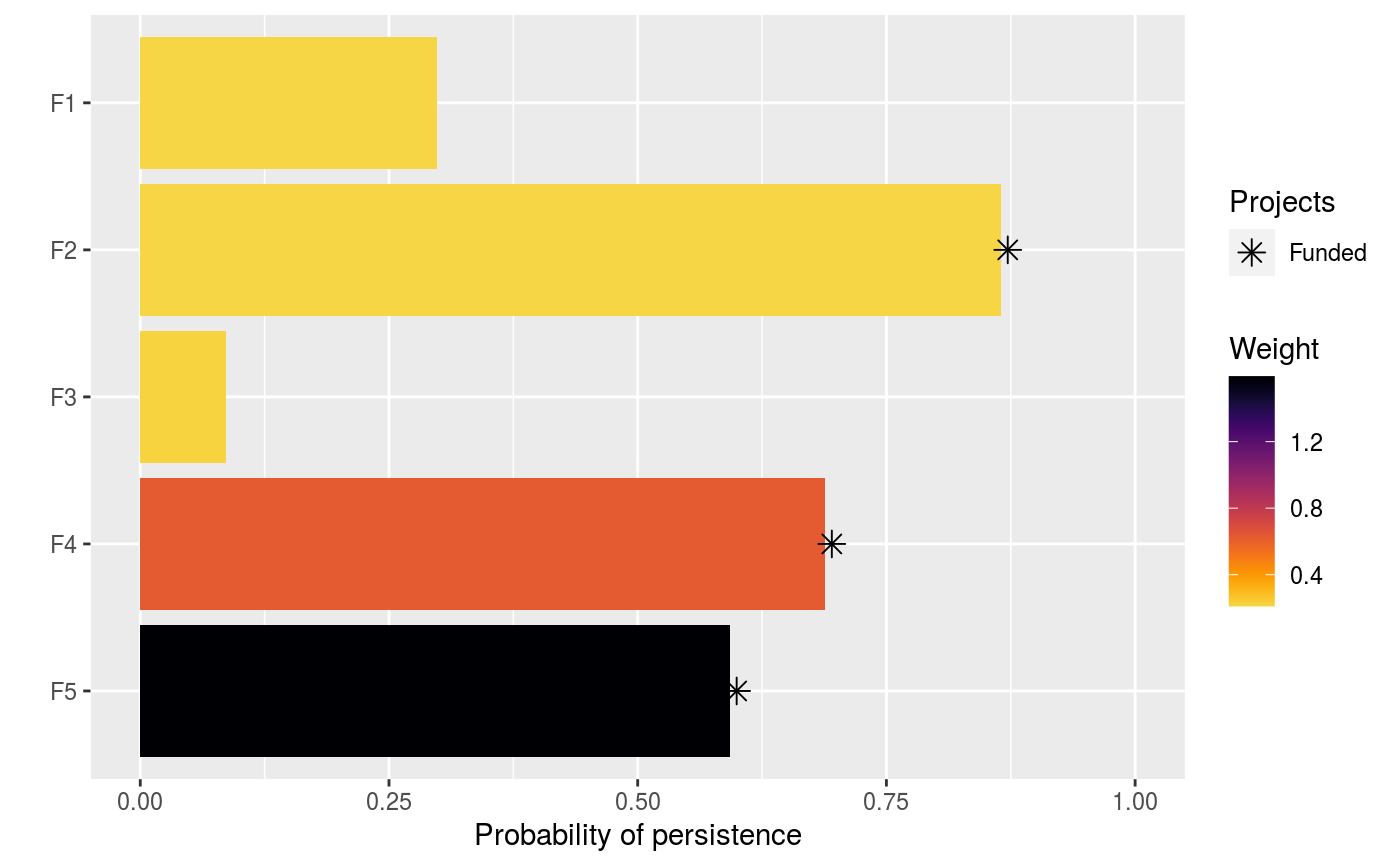 F1
F2
F3
F4
F5
0.00
0.25
0.50
0.75
1.00
Probability of persistence
Projects
Funded
Weight
1.2
0.8
0.4